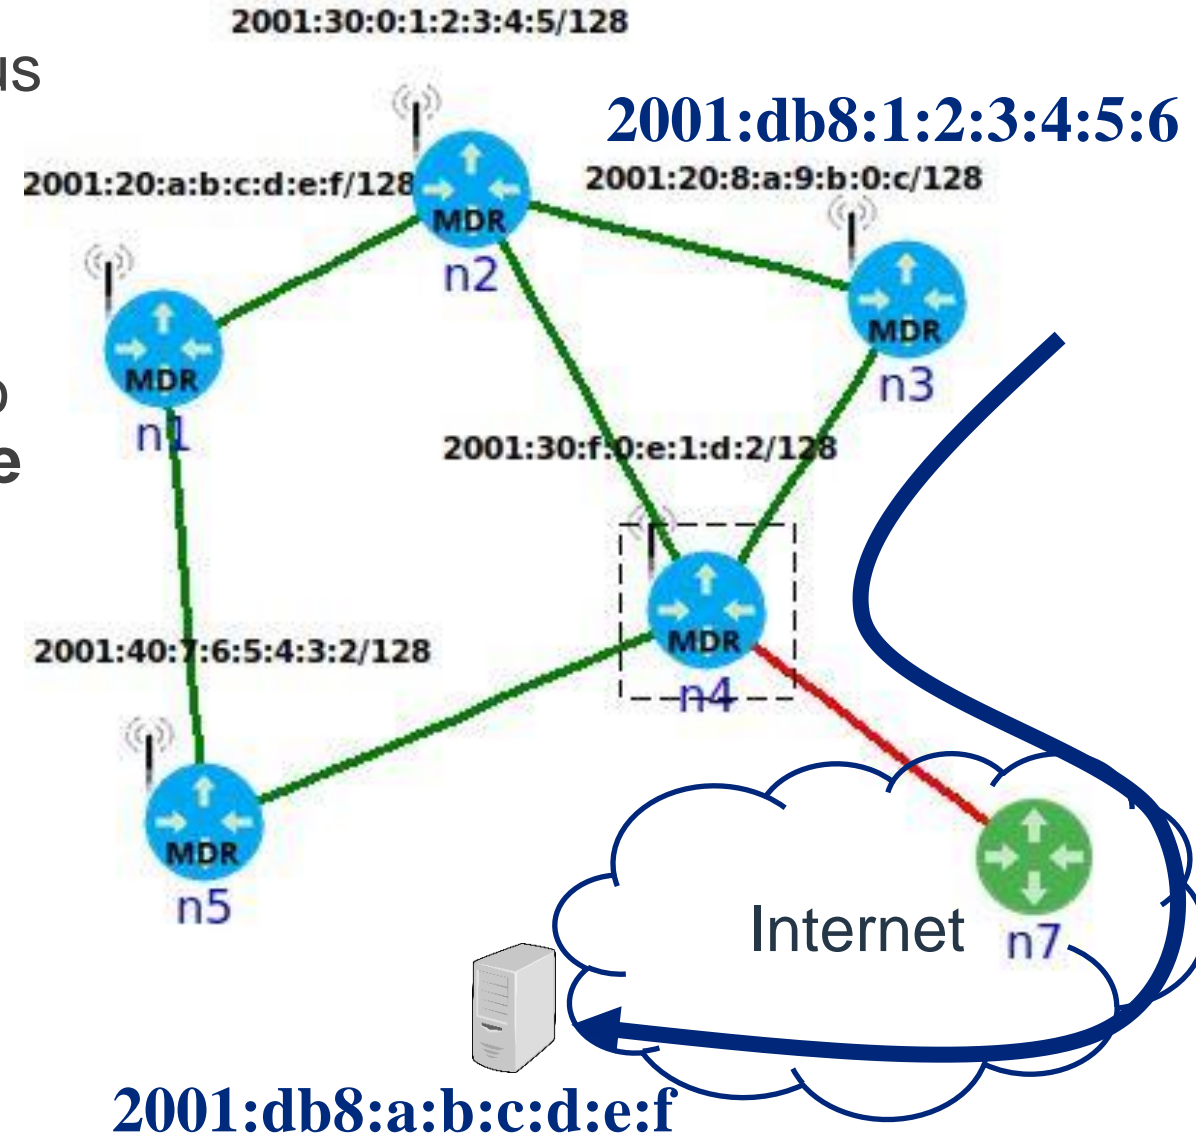 2001:30:0:1:2:3:4:5/128
us
2001:db8:1:2:3:4:5:6
2001:20:a:b:c:d:e:f/128
2001:20:8:a:9:b:0:c/128
MDR
n2
MDR
n3
MDR
n1
e
2001:30:f:0:e:1:d:2/128
MDR
n4
2001:40:7:6:5:4:3:2/128
MDR
n5
Internet
n7
2001:db8:a:b:c:d:e:f